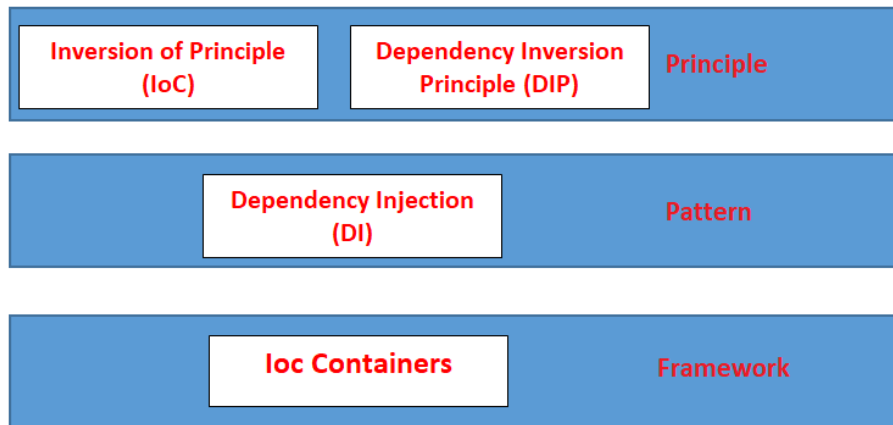 Inversion of Principle
(IoC)
Dependency Inversion
Principle (DIP)
Principle
Dependency Injection
(DI)
Pattern
Ioc Containers
Framework